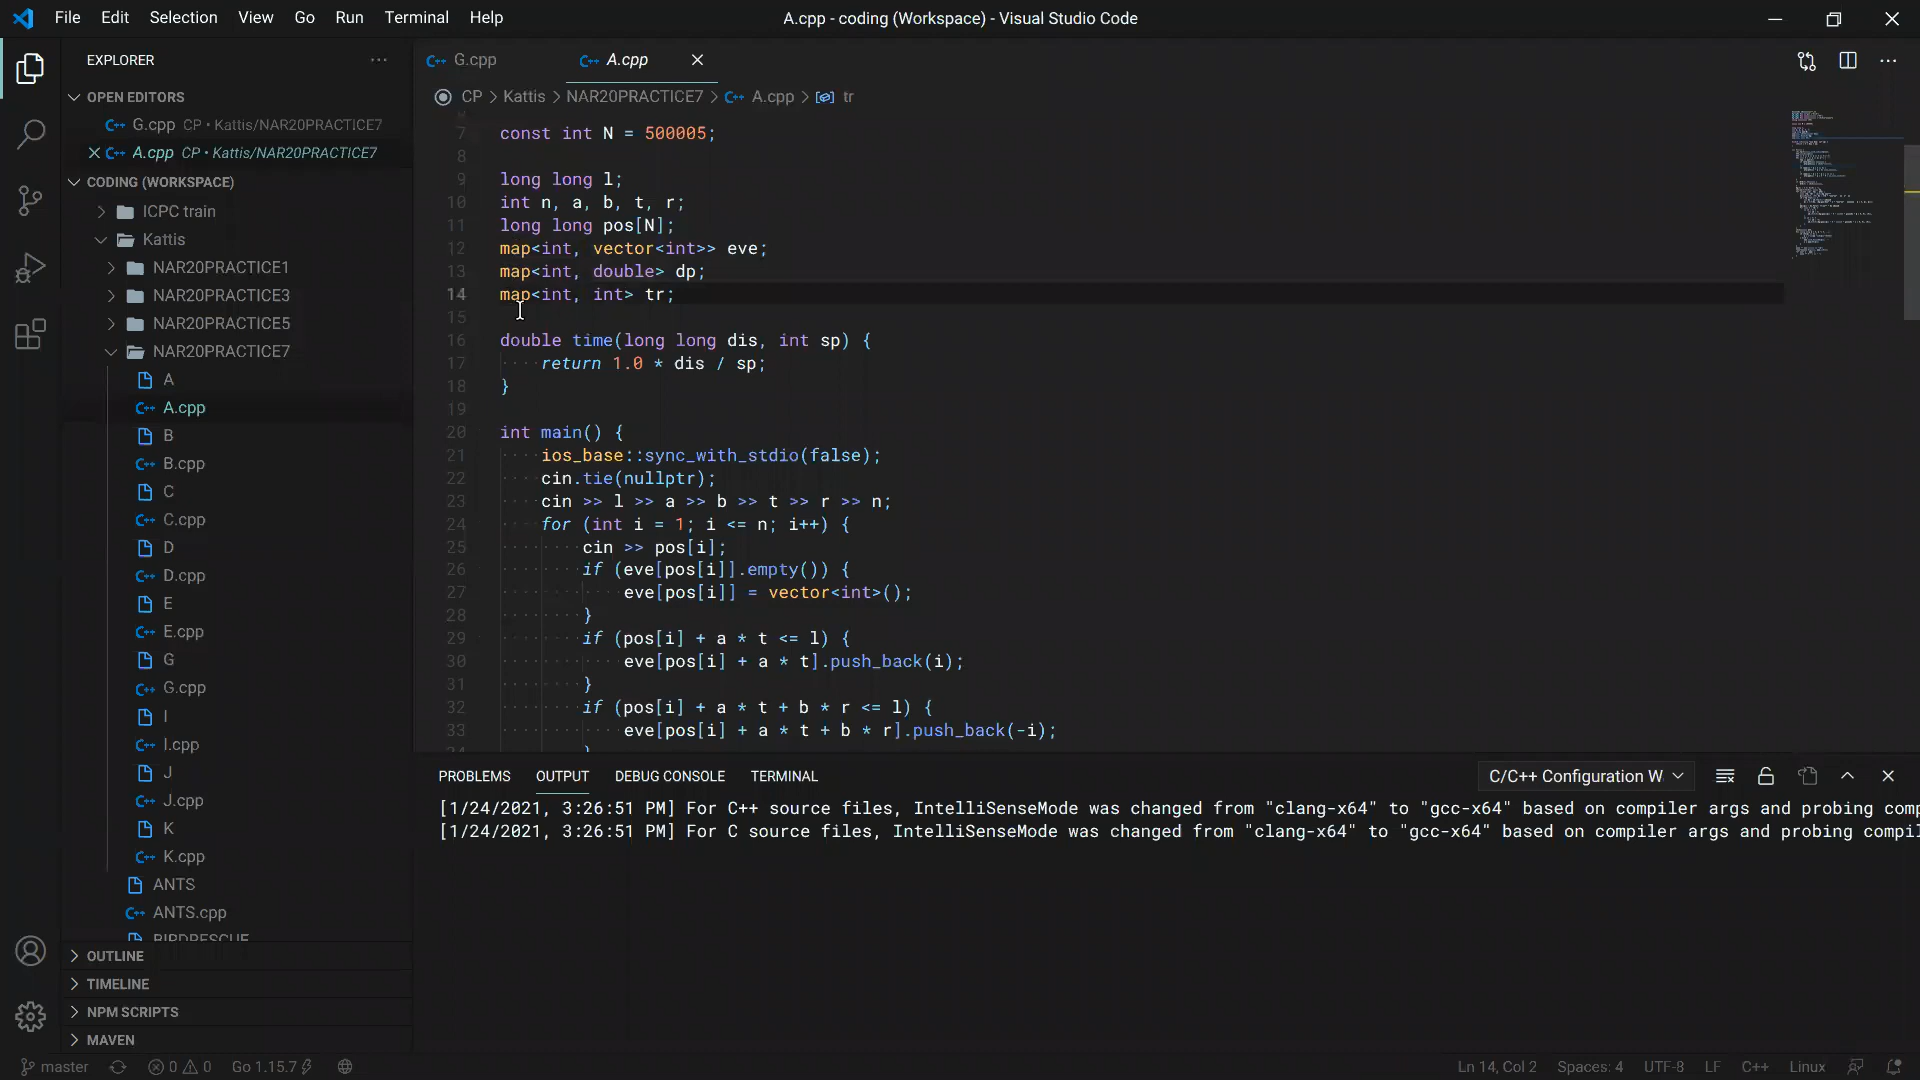 File Edit Selection View Go Run Terminal Help
A.cpp - coding (Workspace) - Visual Studio Code
EXPLORER
OPEN EDITORS
G.cpp CP • Kattis/NAR20PRACTICE7
A.cpp CP • Kattis/NAR20PRACTICE7
CODING (WORKSPACE)
ICPC train
Kattis
NAR20PRACTICE1
NAR20PRACTICE3
NAR20PRACTICE5
NAR20PRACTICE7
A
A.cpp
B
B.cpp
C
C.cpp
D
D.cpp
E
E.cpp
G
G.cpp
I
I.cpp
J
J.cpp
K
K.cpp
ANTS
ANTS.cpp
BIRDRESCUE
OUTLINE
TIMELINE
NPM SCRIPTS
MAVEN
G.cpp A.cpp
CP > Kattis > NAR20PRACTICE7 > A.cpp > tr
7 const int N = 500005;
8
9 long long l;
10 int n, a, b, t, r;
11 long long pos[N];
12 map<int, vector<int>> eve;
13 map<int, double> dp;
14 map<int, int> tr;
15
16 double time(long long dis, int sp) {
17 ····return 1.0 * dis / sp;
18 }
19
20 int main() {
21 ····ios_base::sync_with_stdio(false);
22 ····cin.tie(nullptr);
23 ····cin >> l >> a >> b >> t >> r >> n;
24 ····for (int i = 1; i <= n; i++) {
25 ········cin >> pos[i];
26 ········if (eve[pos[i]].empty()) {
27 ············eve[pos[i]] = vector<int>();
28 ········}
29 ········if (pos[i] + a * t <= l) {
30 ············eve[pos[i] + a * t].push_back(i);
31 ········}
32 ········if (pos[i] + a * t + b * r <= l) {
33 ············eve[pos[i] + a * t + b * r].push_back(-i);
PROBLEMS OUTPUT DEBUG CONSOLE TERMINAL
C/C++ Configuration W
[1/24/2021, 3:26:51 PM] For C++ source files, IntelliSenseMode was changed from "clang-x64" to "gcc-x64" based on compiler args and probing comp
[1/24/2021, 3:26:51 PM] For C source files, IntelliSenseMode was changed from "clang-x64" to "gcc-x64" based on compiler args and probing compil
master 0 0 Go 1.15.7 Ln 14, Col 2 Spaces: 4 UTF-8 LF C++ Linux